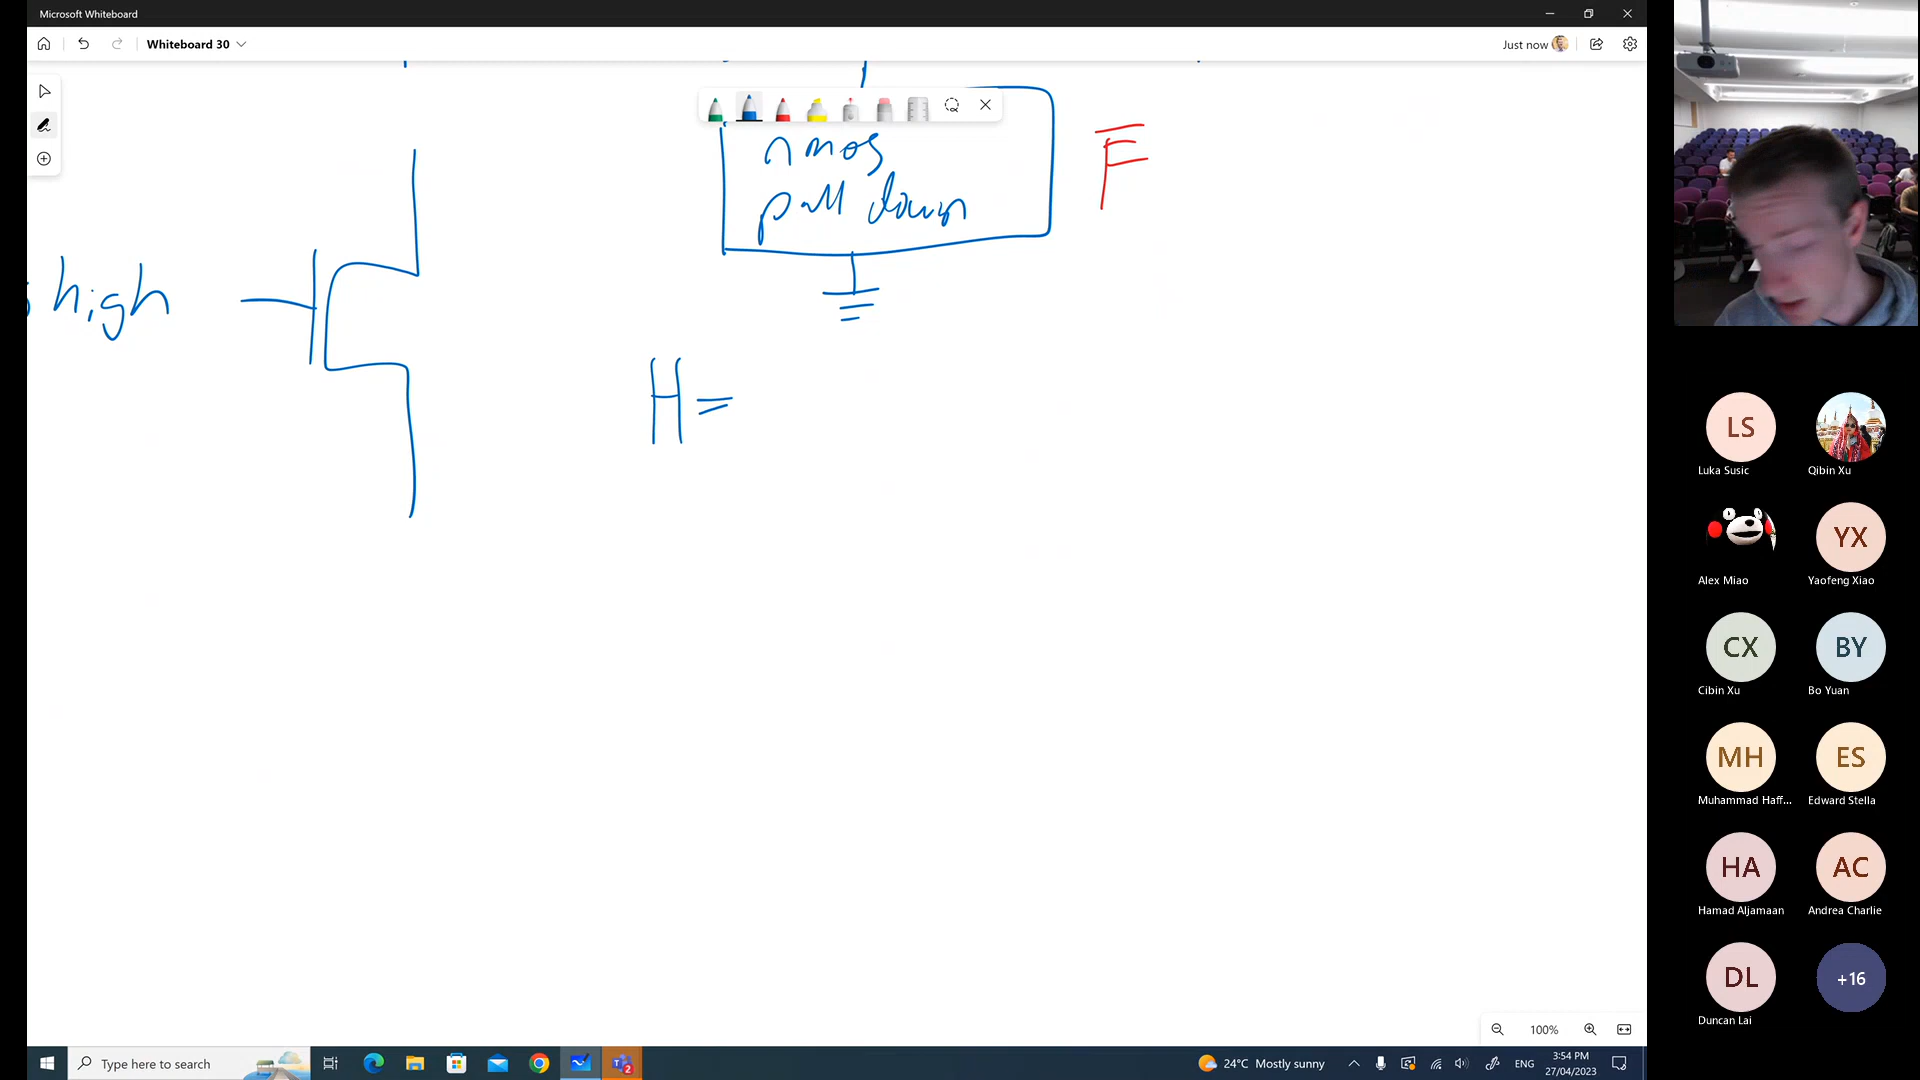 Microsoft Whiteboard
Whiteboard 30
Just now
nmos
pull down
F
high
H =
LS
Luka Susic
Qibin Xu
Alex Miao
YX
Yaofeng Xiao
CX
Cibin Xu
BY
Bo Yuan
MH
Muhammad Haff...
ES
Edward Stella
HA
Hamad Aljamaan
AC
Andrea Charlie
DL
Duncan Lai
+16
100%
Type here to search
2
24°C Mostly sunny
ENG
3:54 PM
27/04/2023